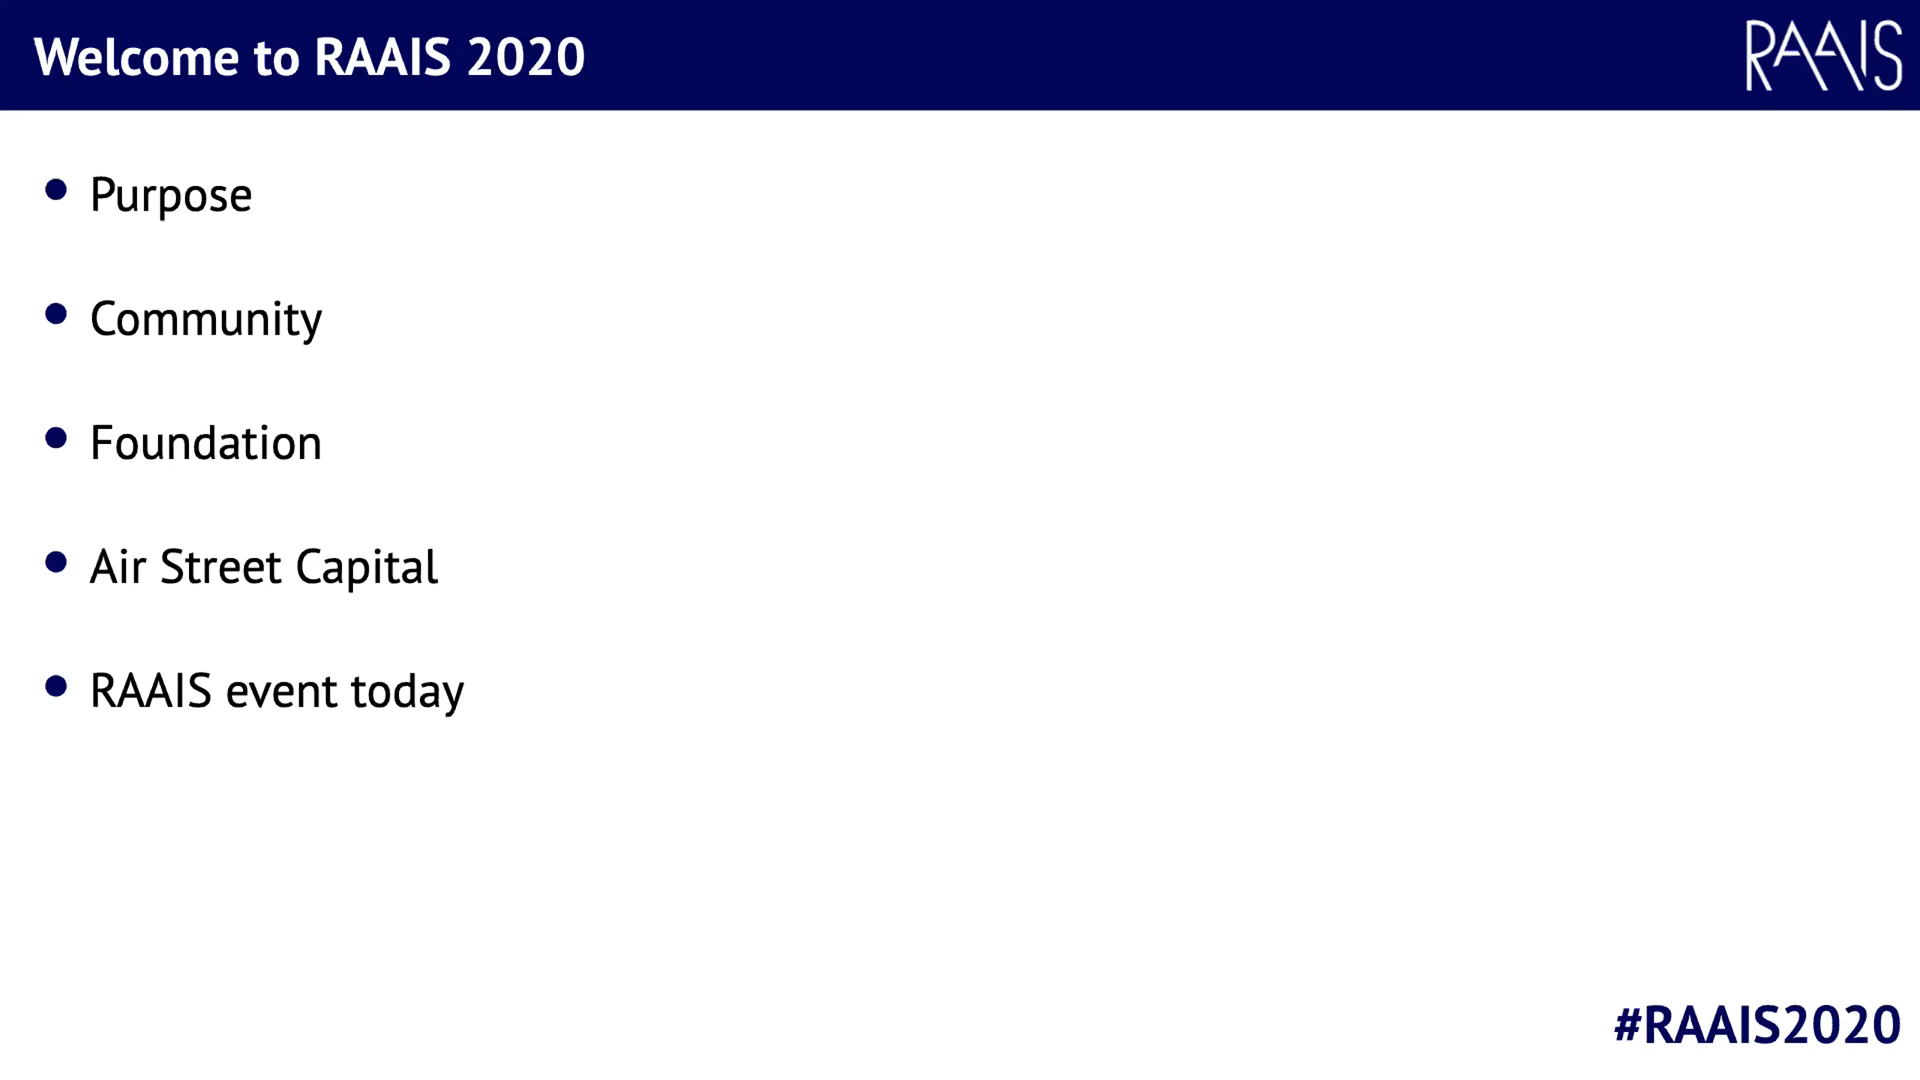 Welcome to RAAIS 2020
RAAIS
• Purpose
• Community
• Foundation
• Air Street Capital
• RAAIS event today
#RAAIS2020